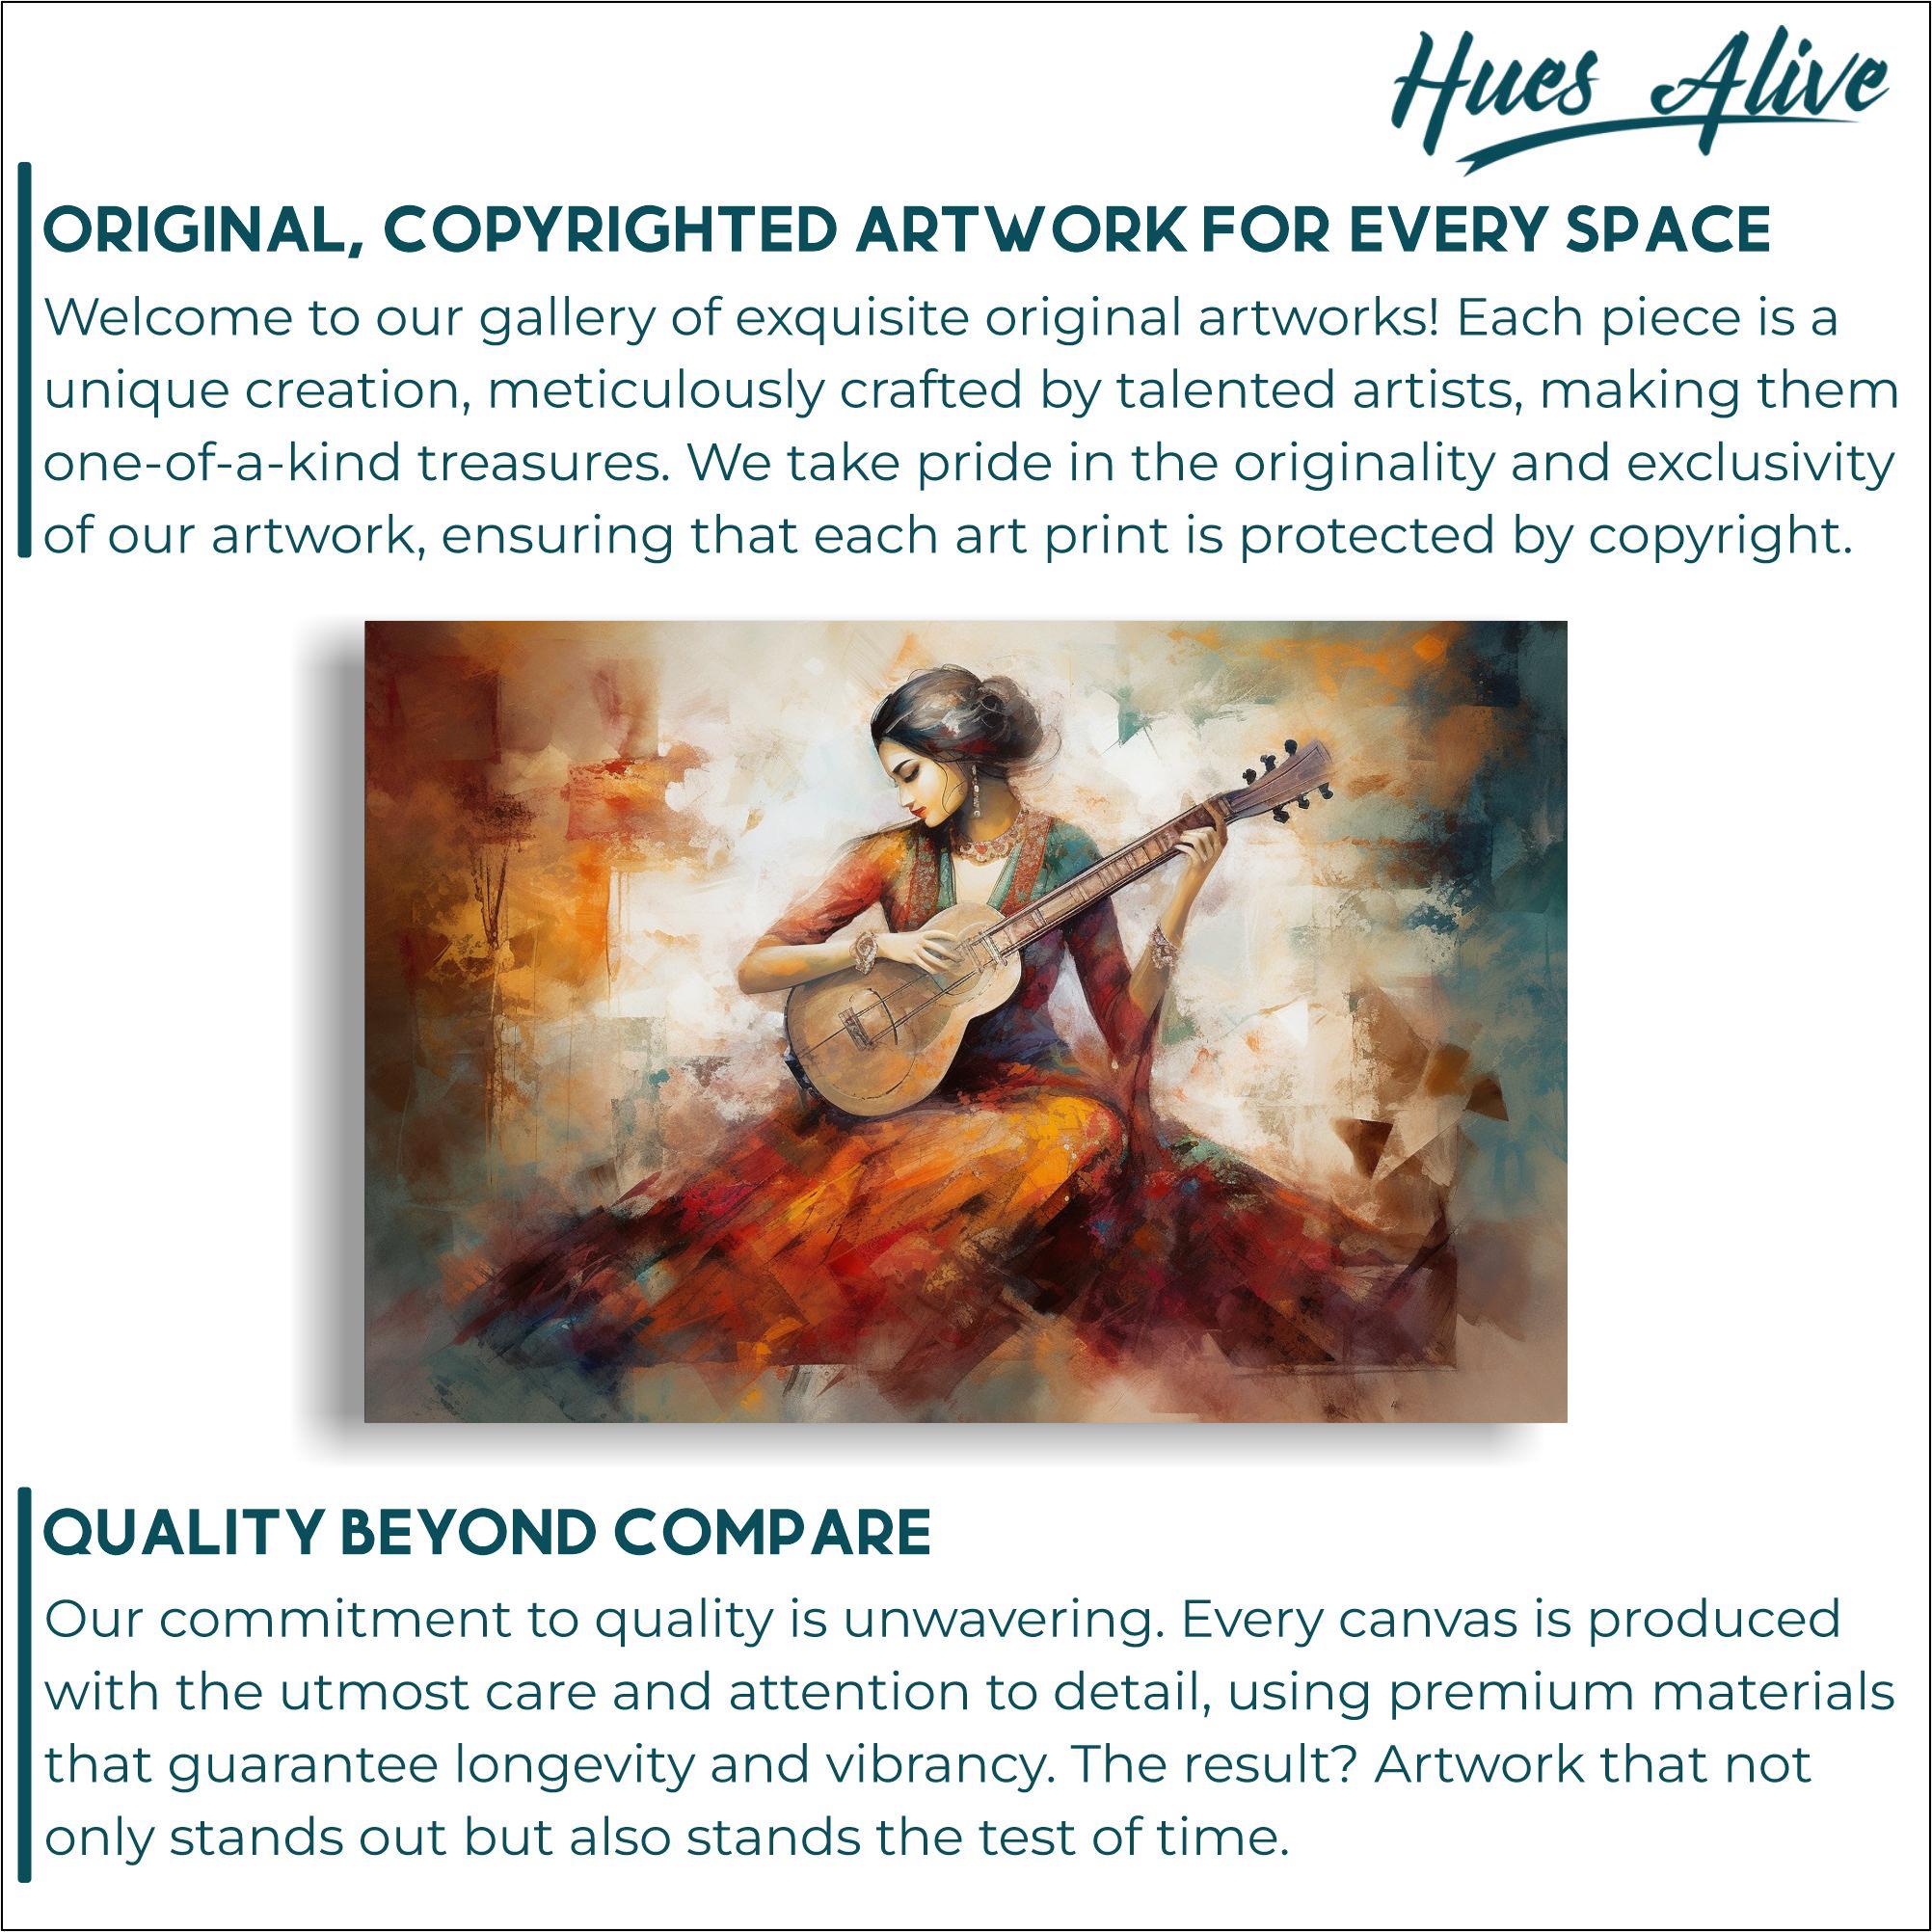 Hues Alive
ORIGINAL, COPYRIGHTED ARTWORK FOR EVERY SPACE
Welcome to our gallery of exquisite original artworks! Each piece is a
unique creation, meticulously crafted by talented artists, making them
one-of-a-kind treasures. We take pride in the originality and exclusivity
of our artwork, ensuring that each art print is protected by copyright.
QUALITY BEYOND COMPARE
Our commitment to quality is unwavering. Every canvas is produced
with the utmost care and attention to detail, using premium materials
that guarantee longevity and vibrancy. The result? Artwork that not
only stands out but also stands the test of time.